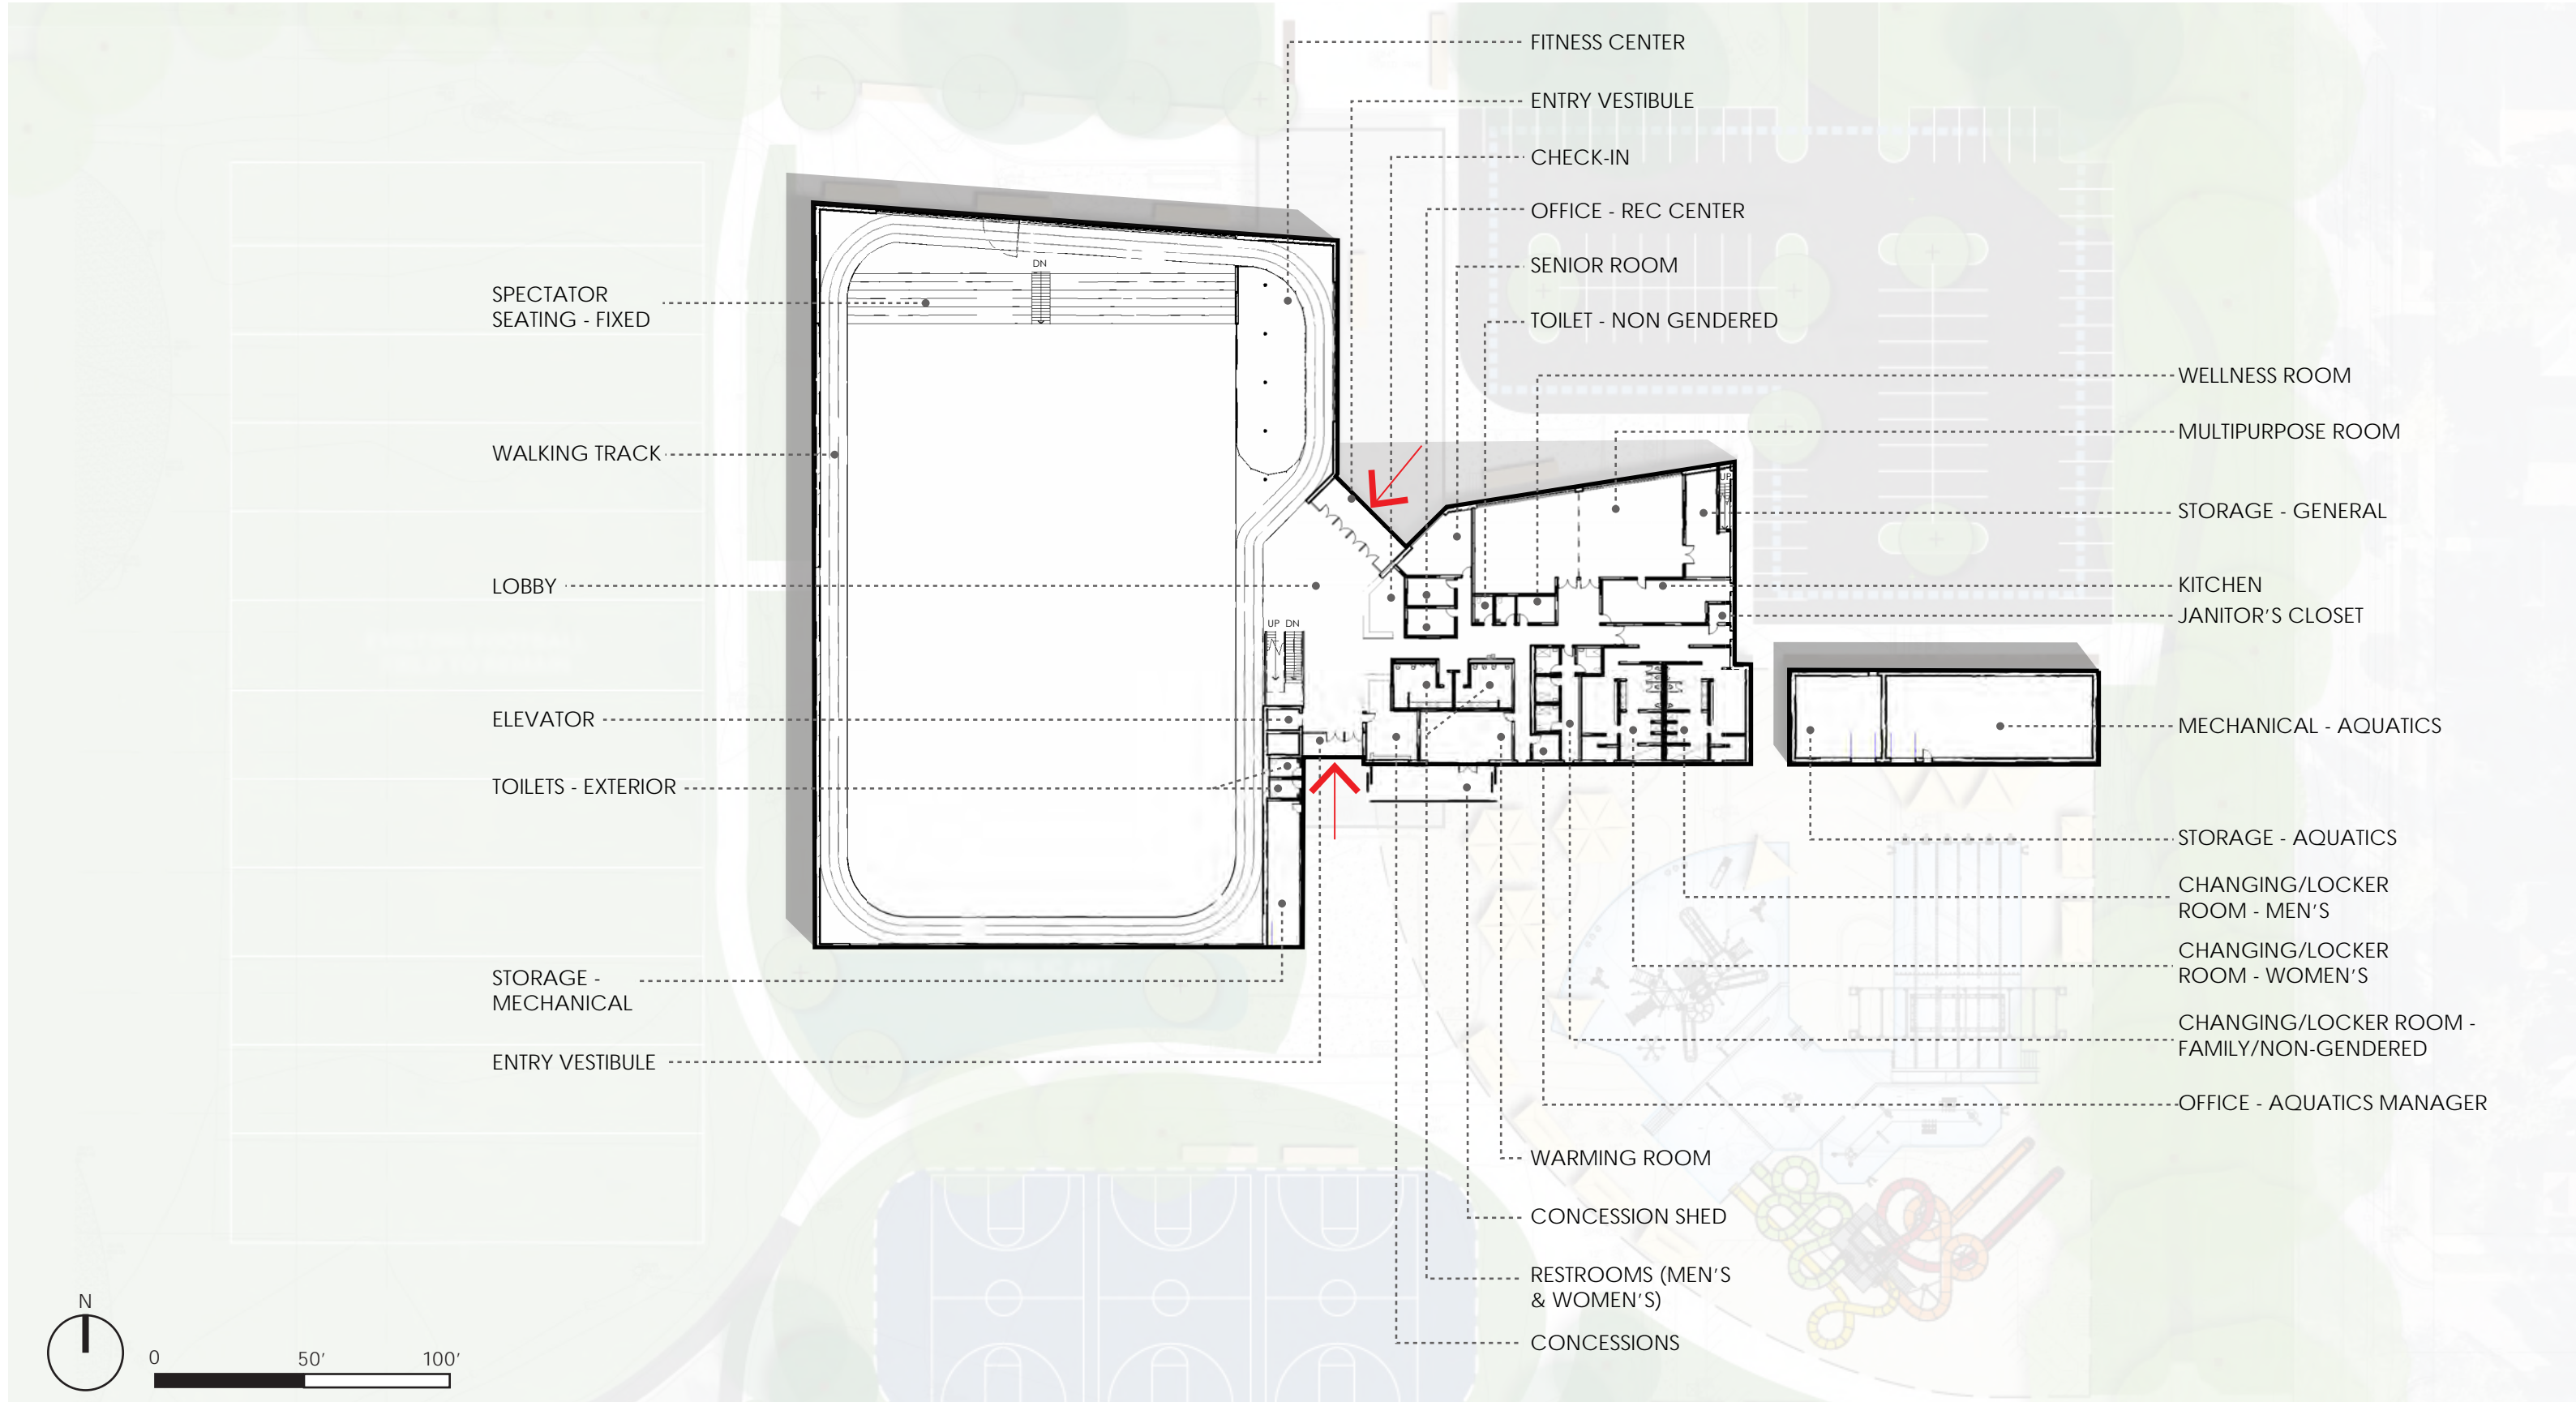 FITNESS CENTER
ENTRY VESTIBULE
CHECK-IN
OFFICE - REC CENTER
SENIOR ROOM
TOILET - NON GENDERED
WELLNESS ROOM
MULTIPURPOSE ROOM
STORAGE - GENERAL
KITCHEN
JANITOR'S CLOSET
MECHANICAL - AQUATICS
STORAGE - AQUATICS
CHANGING/LOCKER
ROOM - MEN'S
CHANGING/LOCKER
ROOM - WOMEN'S
CHANGING/LOCKER ROOM -
FAMILY/NON-GENDERED
OFFICE - AQUATICS MANAGER
SPECTATOR
SEATING - FIXED
WALKING TRACK
LOBBY
ELEVATOR
TOILETS - EXTERIOR
STORAGE -
MECHANICAL
ENTRY VESTIBULE
DN
UP
UP DN
WARMING ROOM
CONCESSION SHED
RESTROOMS (MEN'S
& WOMEN'S)
CONCESSIONS
N
0 50' 100'